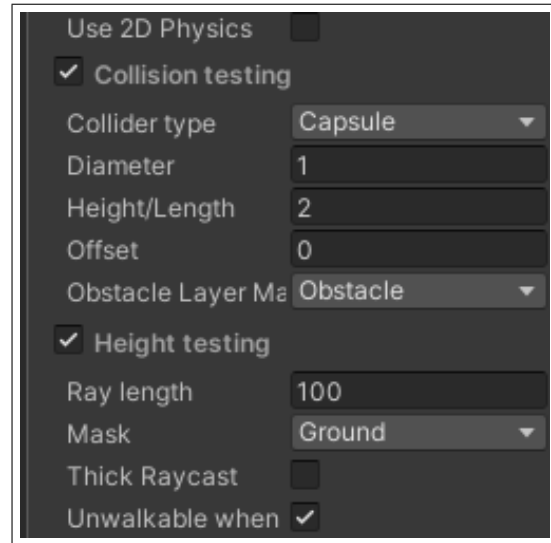 Use 2D Physics
Collision testing
Collider type Capsule
Diameter 1
Height/Length 2
Offset 0
Obstacle Layer Ma Obstacle
Height testing
Ray length 100
Mask Ground
Thick Raycast
Unwalkable when